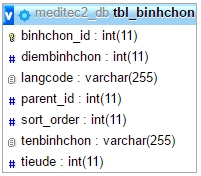 v meditec2_db tbl_binhchon
binhchon_id : int(11)
diembinhchon : int(11)
langcode : varchar(255)
parent_id : int(11)
sort_order : int(11)
tenbinhchon : varchar(255)
tieude : int(11)